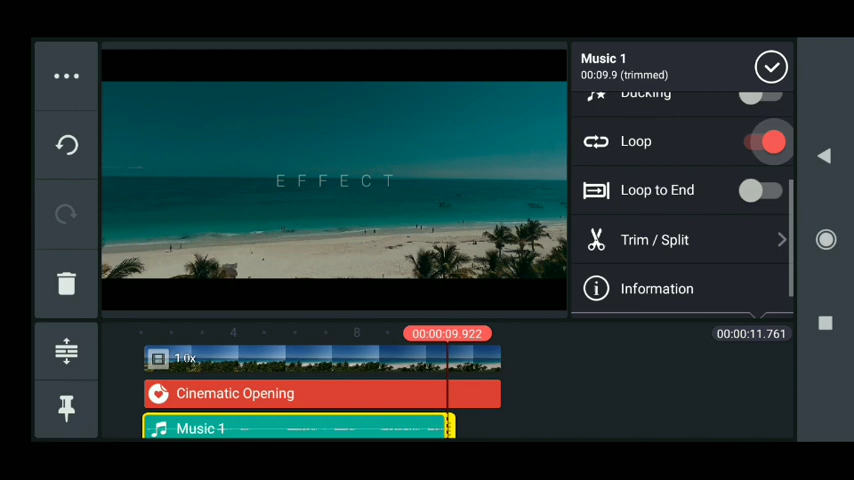 Music 1
00:09.9 (trimmed)
Ducking
Loop
Loop to End
Trim / Split
Information
EFFECT
4
8
00:00:09.922
00:00:11.761
1.0x
Cinematic Opening
Music 1